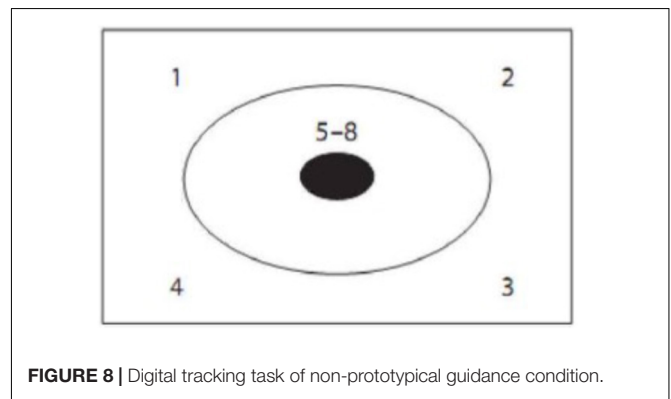 1 2
5–8
4 3
FIGURE 8 | Digital tracking task of non-prototypical guidance condition.